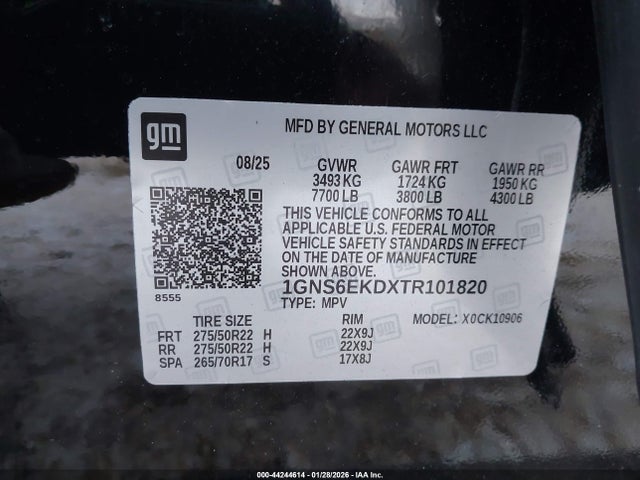 gm
MFD BY GENERAL MOTORS LLC
08/25 GVWR GAWR FRT GAWR RR
3493 KG 1724 KG 1950 KG
7700 LB 3800 LB 4300 LB
THIS VEHICLE CONFORMS TO ALL
APPLICABLE U.S. FEDERAL MOTOR
VEHICLE SAFETY STANDARDS IN EFFECT
ON THE DATE OF MANUFACTURE
SHOWN ABOVE.
8555
1GNS6EKDXTR101820
TYPE: MPV
TIRE SIZE RIM MODEL: X0CK10906
FRT 275/50R22 H 22X9J
RR 275/50R22 H 22X9J
SPA 265/70R17 S 17X8J
000-44244614 - 01/28/2026 - IAA Inc.